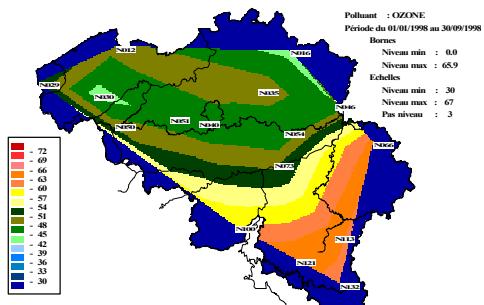 Polluant : OZONE
Période du 01/01/1998 au 30/09/1998
Bornes
Niveau min : 0.0
Niveau max : 65.9
Echelles
Niveau min : 30
Niveau max : 67
Pas niveau : 3
N012
N016
N029
N030
N035
N051
N040
N046
N050
N054
N066
N073
N100
N113
N121
N132
- 72
- 69
- 66
- 63
- 60
- 57
- 54
- 51
- 48
- 45
- 42
- 39
- 36
- 33
- 30